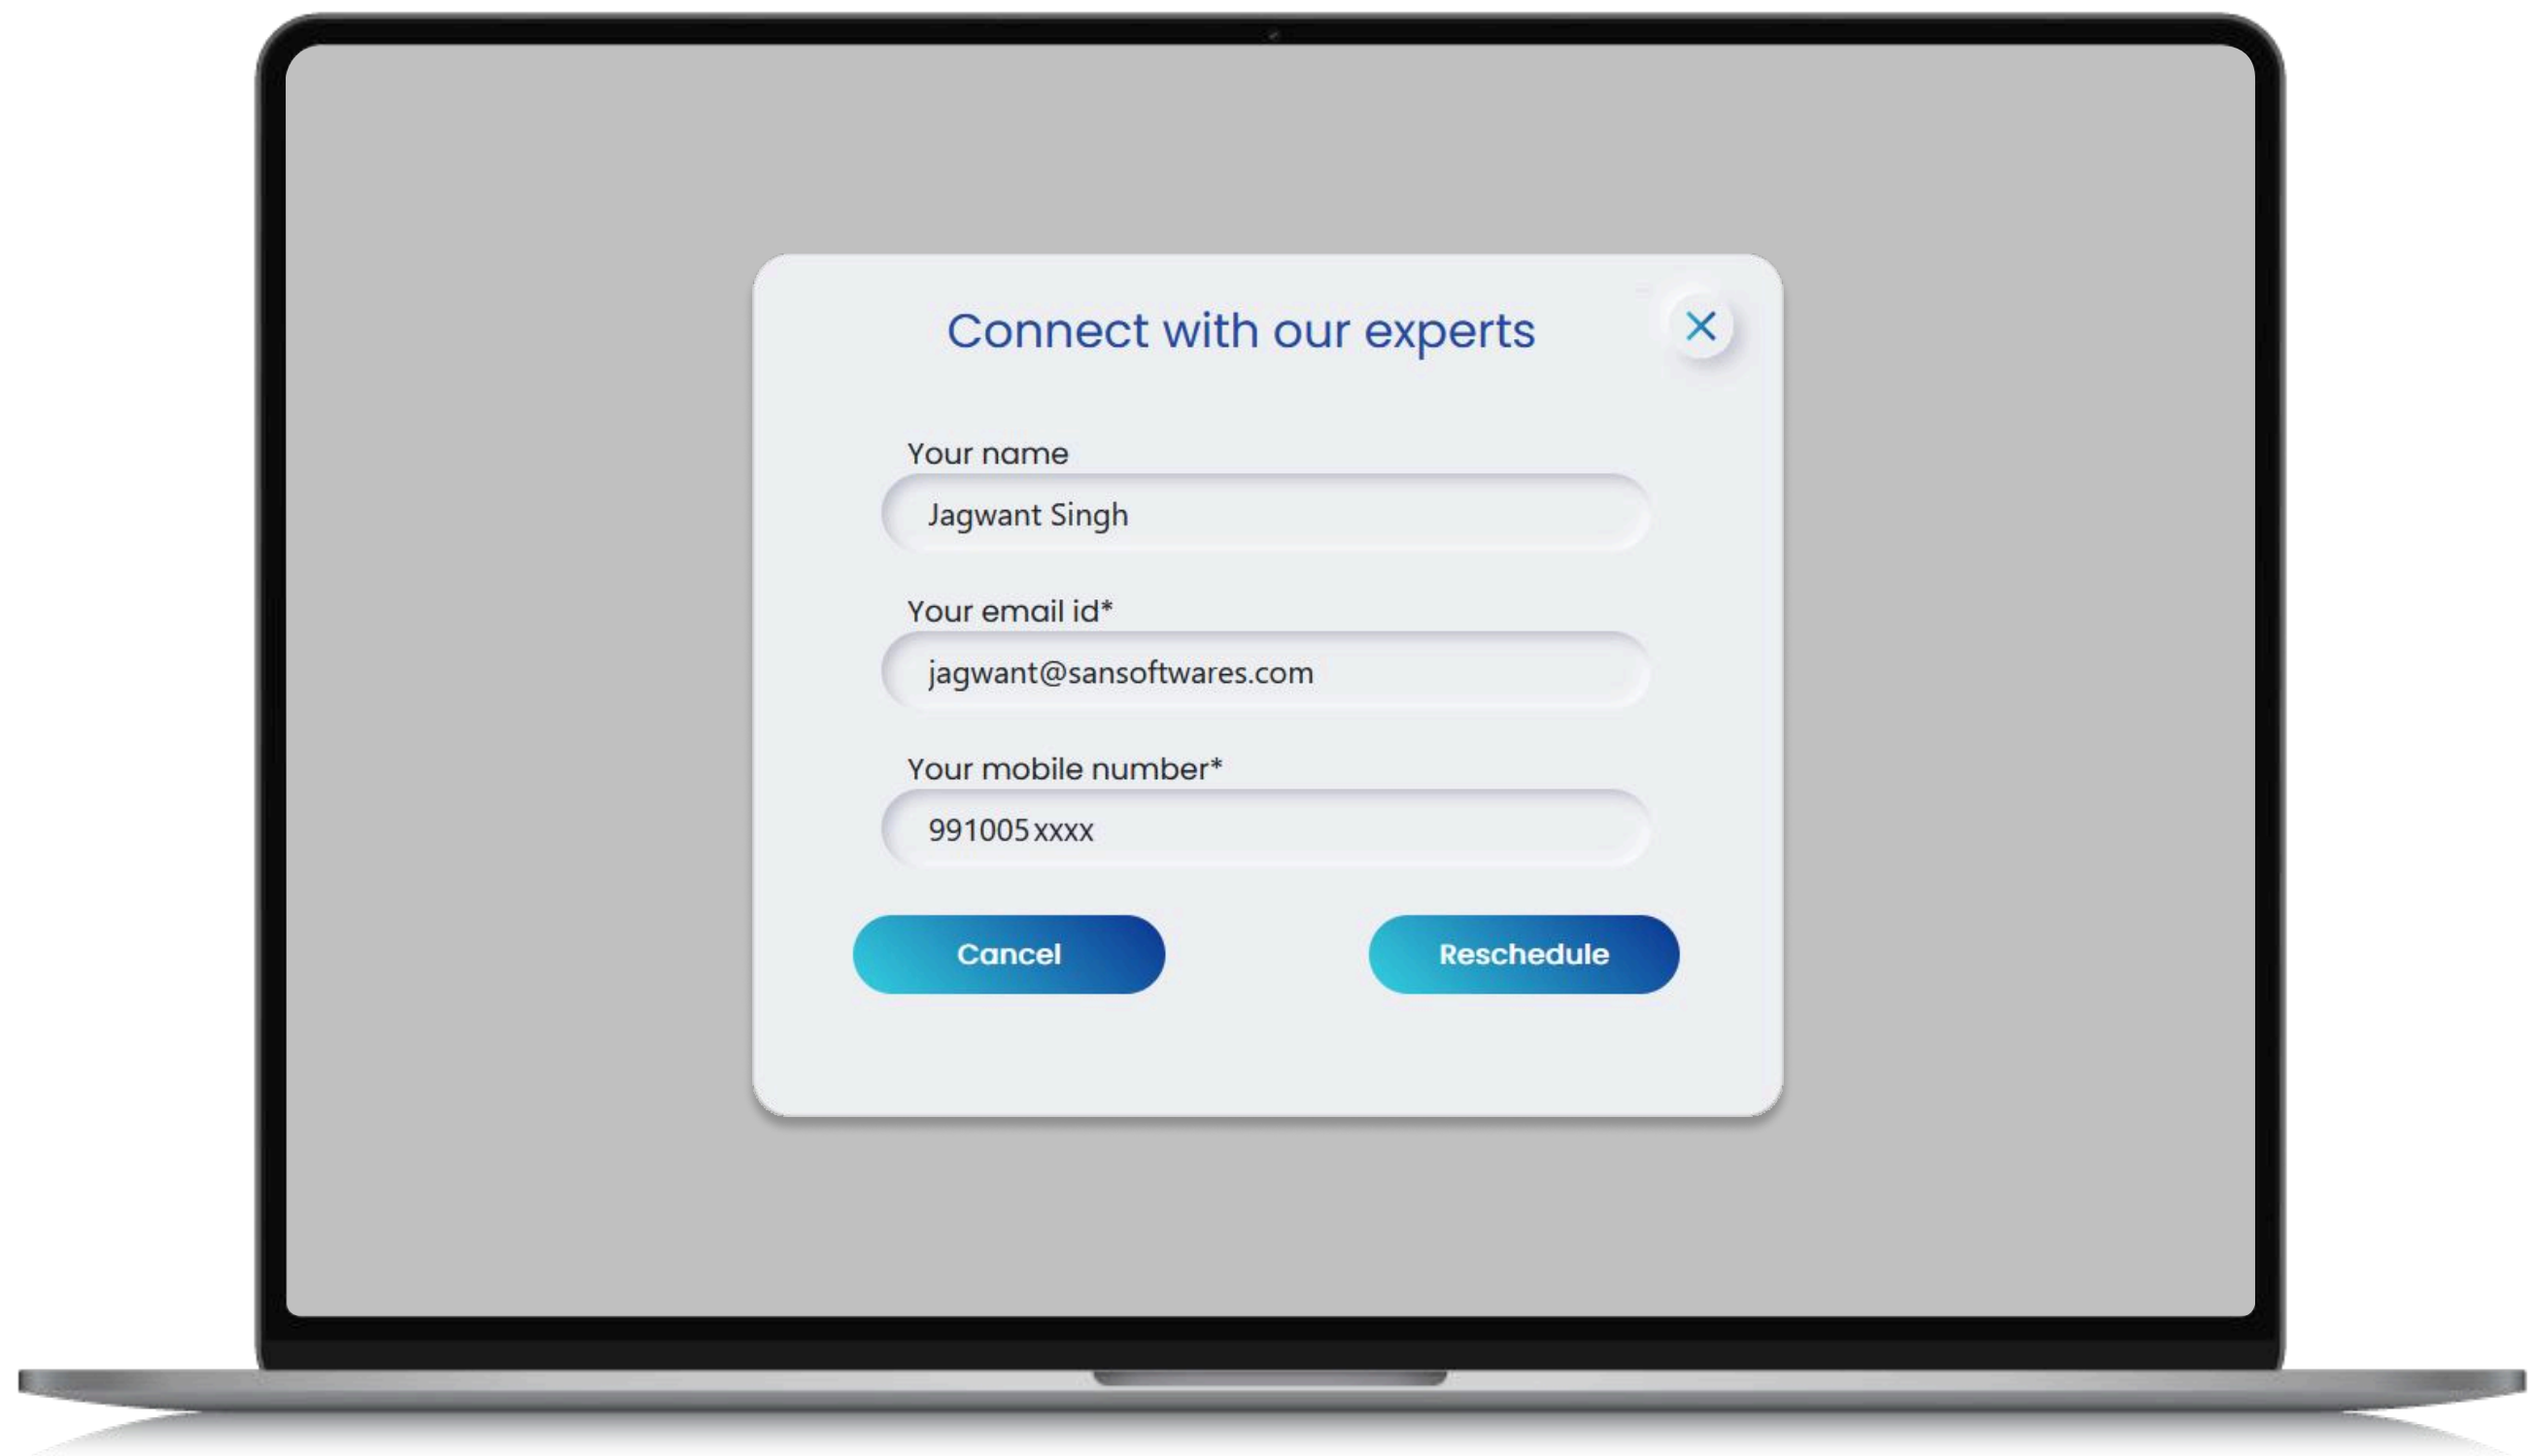 Connect with our experts
Your name
Jagwant Singh
Your email id*
jagwant@sansoftwares.com
Your mobile number*
991005xxxx
Cancel
Reschedule